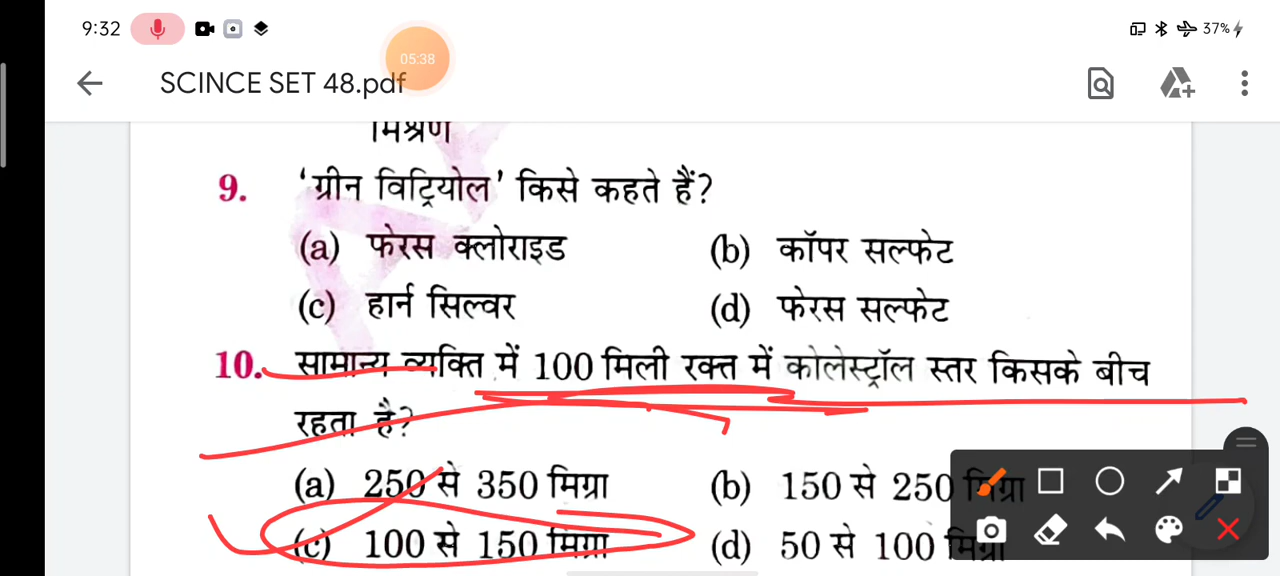 9:32
05:38
37%
SCINCE SET 48.pdf
मिश्रण
9. 'ग्रीन विट्रियोल' किसे कहते हैं?
(a) फेरस क्लोराइड (b) कॉपर सल्फेट
(c) हार्न सिल्वर (d) फेरस सल्फेट
10. सामान्य व्यक्ति में 100 मिली रक्त में कोलेस्ट्रॉल स्तर किसके बीच
रहता है?
(a) 250 से 350 मिग्रा (b) 150 से 250 मिग्रा
(c) 100 से 150 मिग्रा (d) 50 से 100 मिग्रा